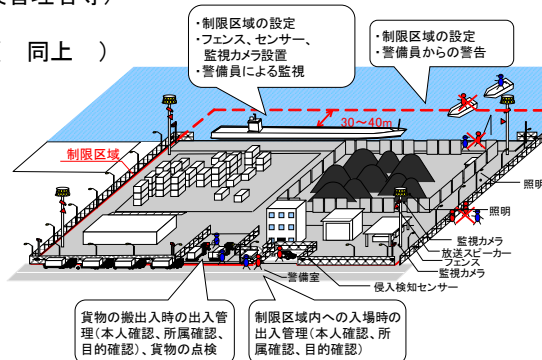 同上 )
・制限区域の設定
・フェンス、センサー、
監視カメラ設置
・警備員による監視
・制限区域の設定
・警備員からの警告
30～40m
制限区域
照明
照明
監視カメラ
放送スピーカー
フェンス
監視カメラ
侵入検知センサー
警備室
貨物の搬出入時の出入管
理(本人確認、所属確認、
目的確認)、貨物の点検
制限区域内への入場時の
出入管理(本人確認、所
属確認、目的確認)